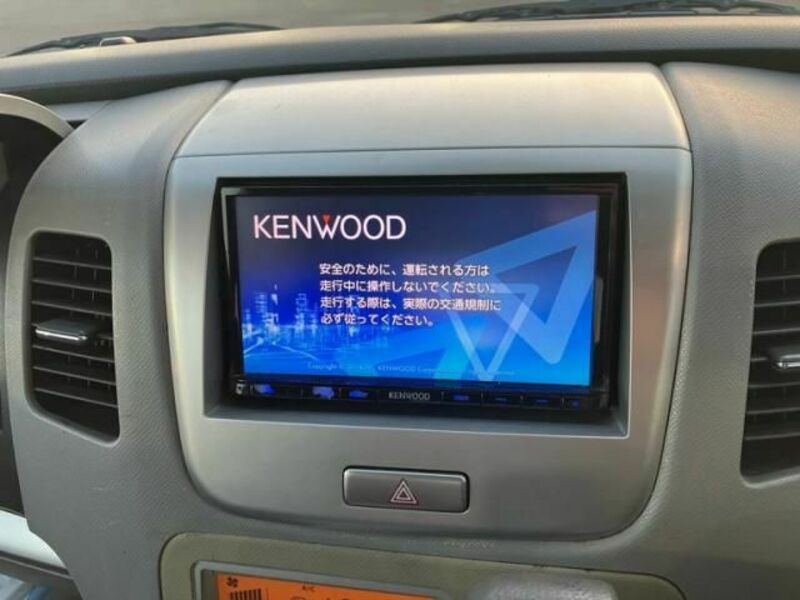 KENWOOD
安全のために、運転される方は
走行中に操作しないでください。
走行する際は、実際の交通規制に
必ず従ってください。
KENWOOD
KENWOOD
A/C